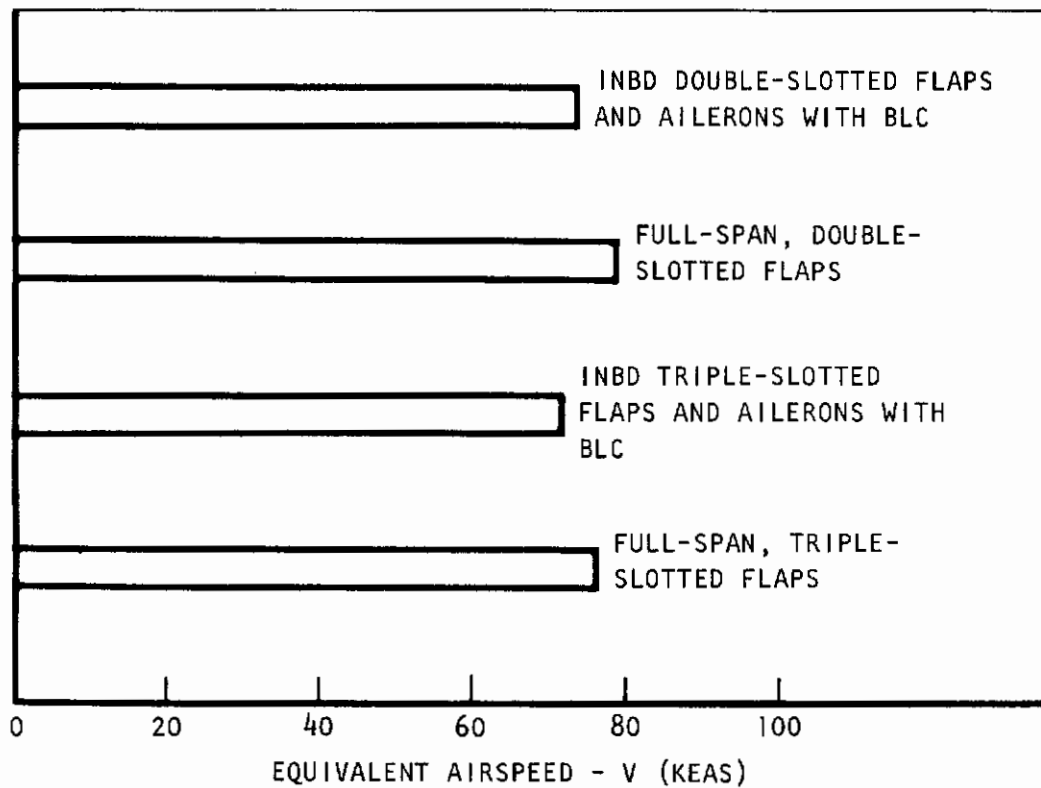 INBD DOUBLE-SLOTTED FLAPS
AND AILERONS WITH BLC
FULL-SPAN, DOUBLE-
SLOTTED FLAPS
INBD TRIPLE-SLOTTED
FLAPS AND AILERONS WITH
BLC
FULL-SPAN, TRIPLE-
SLOTTED FLAPS
0 20 40 60 80 100
EQUIVALENT AIRSPEED - V (KEAS)